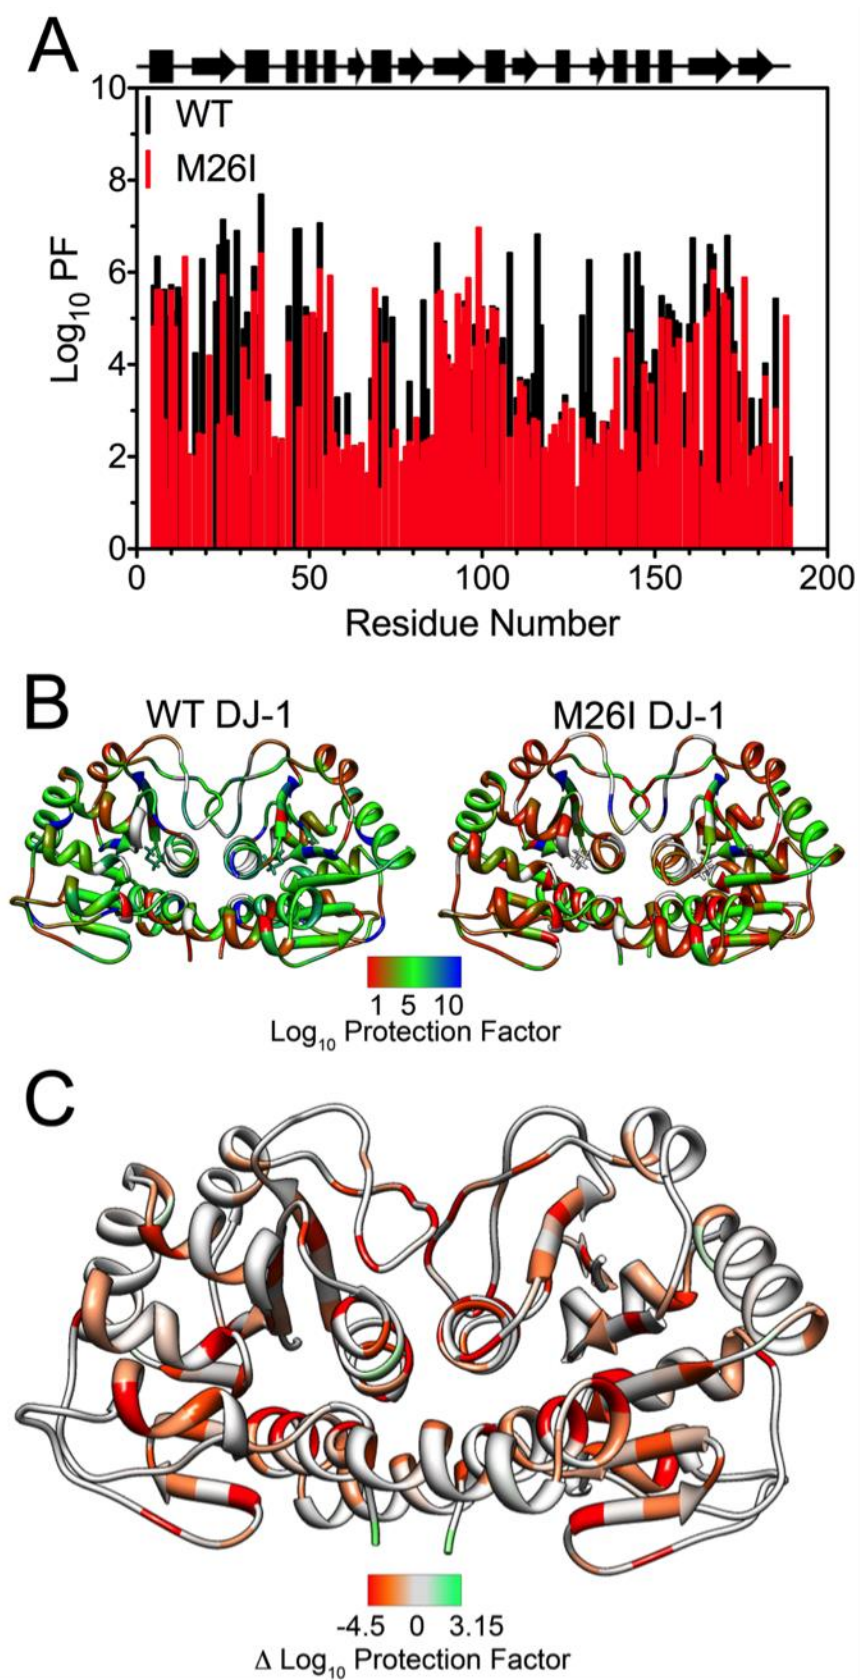 A
10
WT
M26I
8
6
4
2
0
Log10 PF
0 50 100 150 200
Residue Number
B
WT DJ-1 M26I DJ-1
1 5 10
Log10 Protection Factor
C
-4.5 0 3.15
Δ Log10 Protection Factor